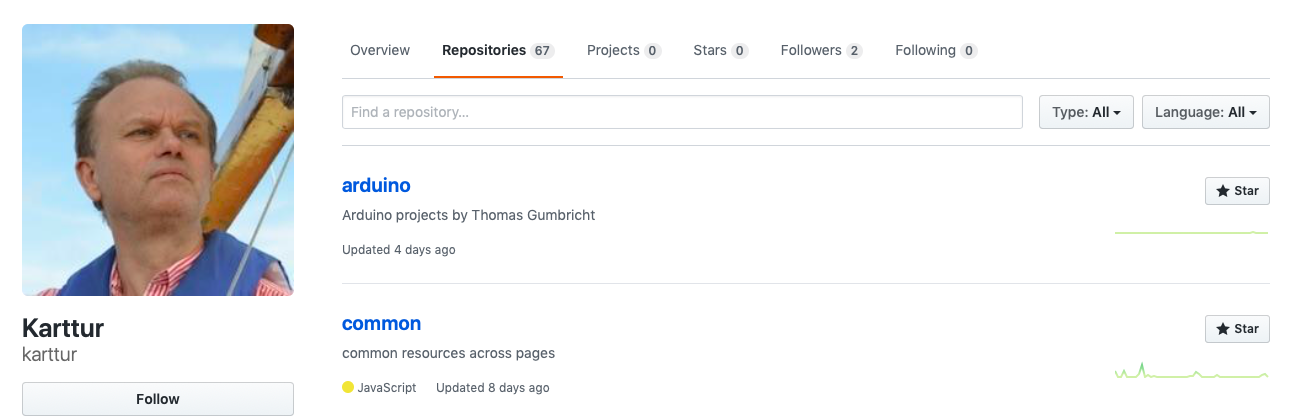 Overview Repositories 67 Projects 0 Stars 0 Followers 2 Following 0
Find a repository... Type: All Language: All
arduino Star
Arduino projects by Thomas Gumbricht
Updated 4 days ago
common Star
common resources across pages
JavaScript Updated 8 days ago
Karttur
karttur
Follow